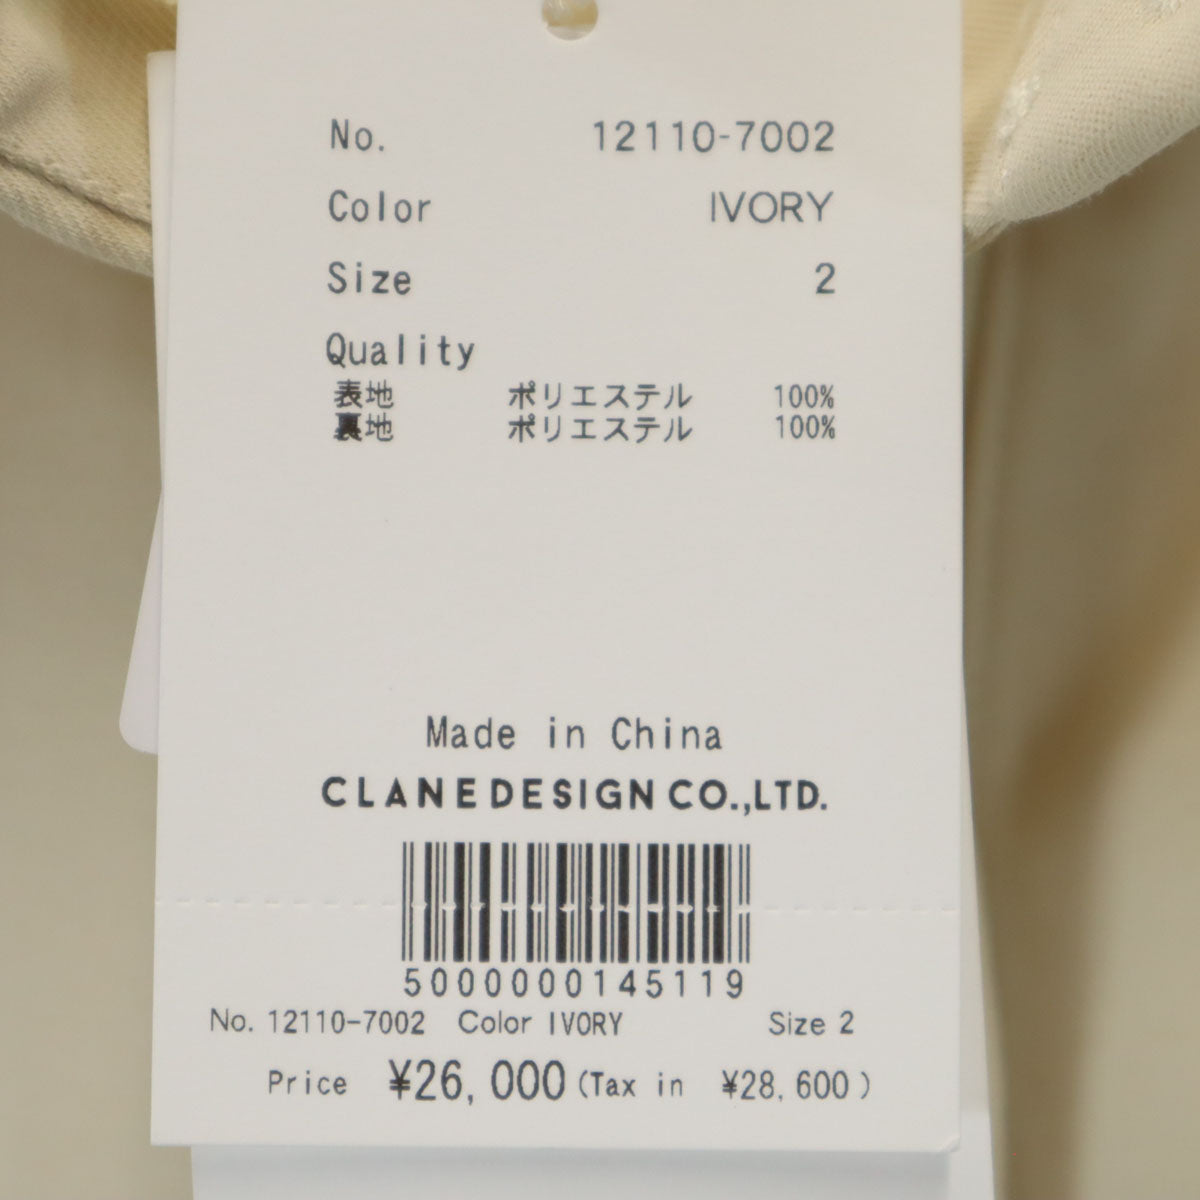 No. 12110-7002
Color IVORY
Size 2
Quality
表地 ポリエステル 100%
裏地 ポリエステル 100%
Made in China
CLANE DESIGN CO.,LTD.
5000000145119
No. 12110-7002 Color IVORY Size 2
Price ¥26,000 (Tax in ¥28,600)